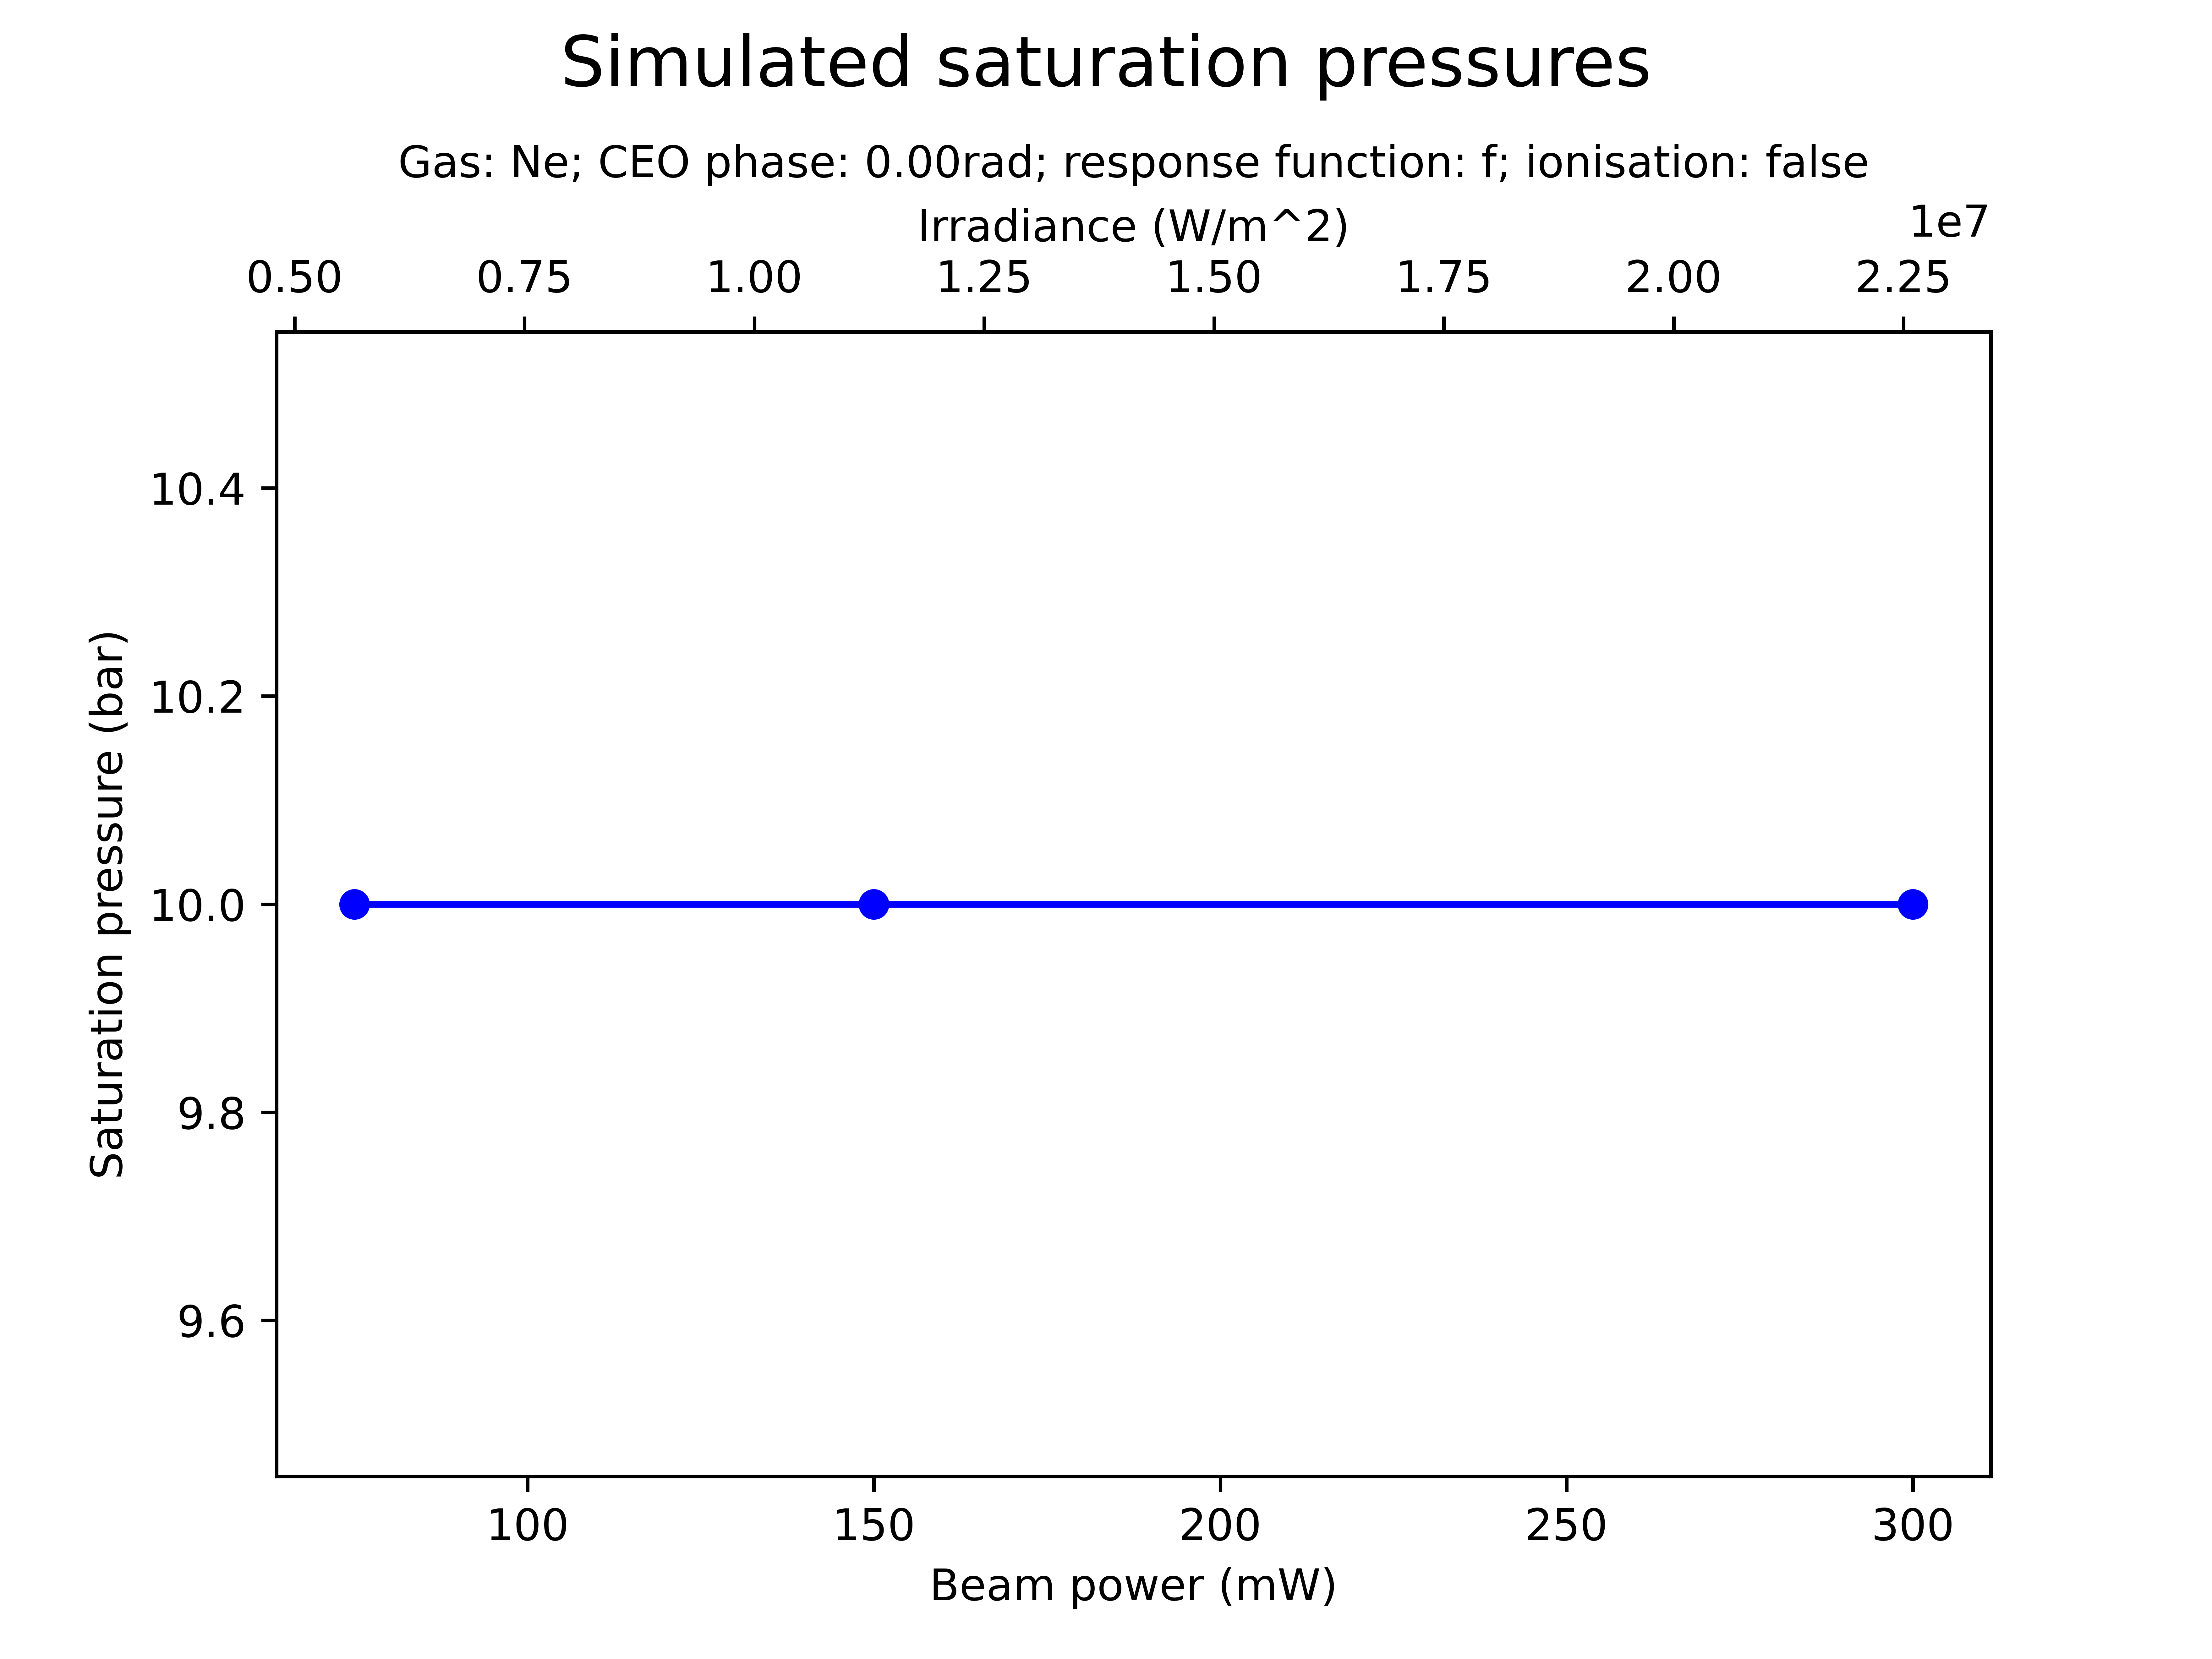 Simulated saturation pressures
Gas: Ne; CEO phase: 0.00rad; response function: f; ionisation: false
Irradiance (W/m^2)
1e7
0.50 0.75 1.00 1.25 1.50 1.75 2.00 2.25
Saturation pressure (bar)
10.4
10.2
10.0
9.8
9.6
100 150 200 250 300
Beam power (mW)